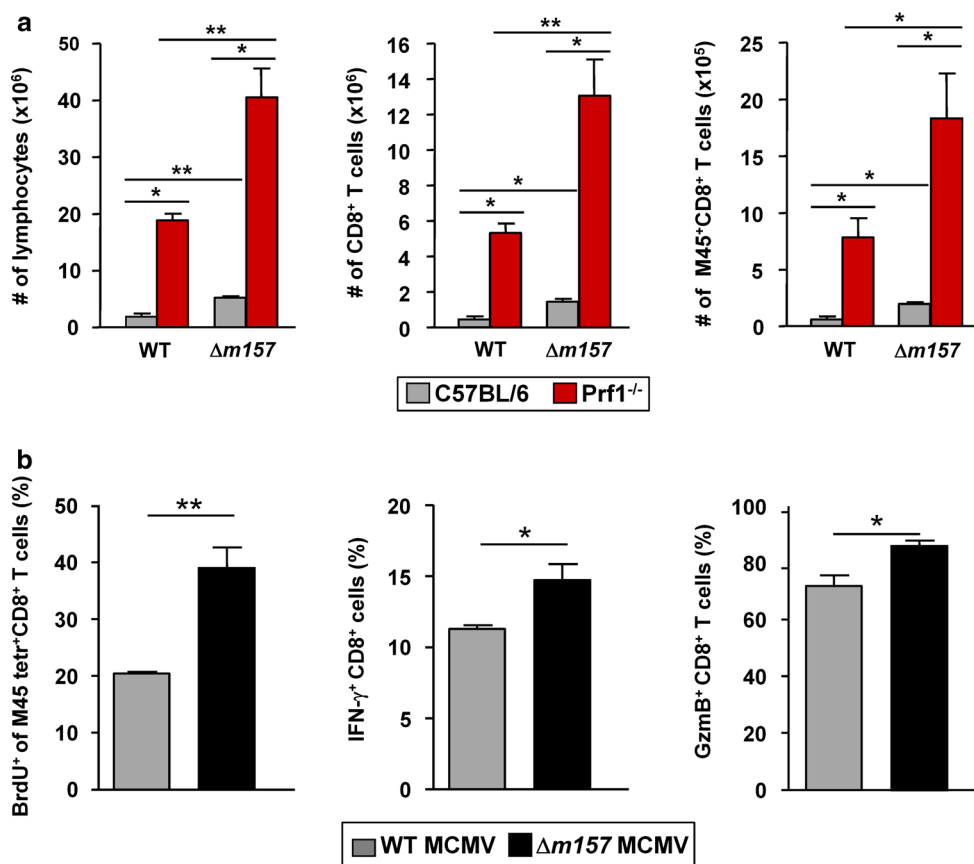 a
# of lymphocytes (x10⁶)
50
40
30
20
10
0
**
*
**
*
WT
Δm157
# of CD8⁺ T cells (x10⁶)
16
14
12
10
8
6
4
2
0
**
*
*
*
WT
Δm157
# of M45⁺CD8⁺ T cells (x10⁵)
25
20
15
10
5
0
*
*
*
*
WT
Δm157
C57BL/6
Prf1⁻/⁻
b
BrdU⁺ of M45 tetr⁺CD8⁺ T cells (%)
50
40
30
20
10
0
**
IFN-γ⁺ CD8⁺ cells (%)
20
15
10
5
0
*
GzmB⁺ CD8⁺ T cells (%)
100
80
60
40
20
0
*
WT MCMV
Δm157 MCMV